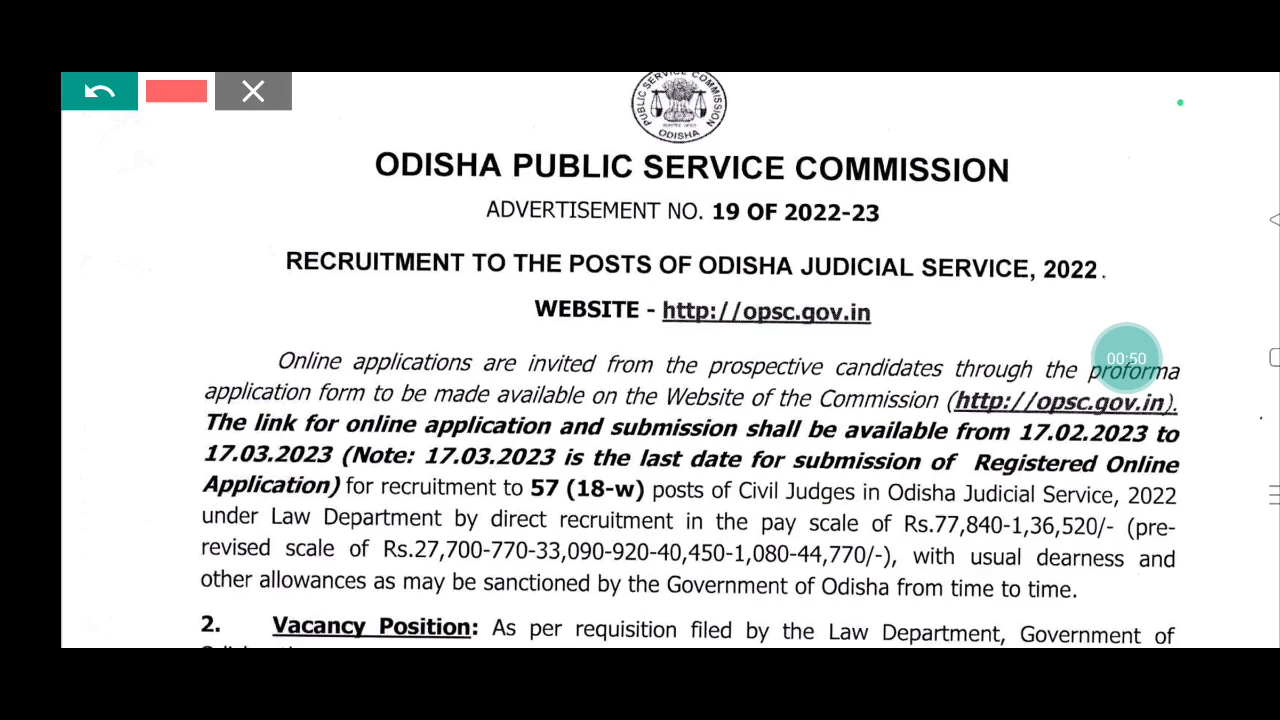 PUBLIC SERVICE COMMISSION
ODISHA
ODISHA PUBLIC SERVICE COMMISSION
ADVERTISEMENT NO. 19 OF 2022-23
RECRUITMENT TO THE POSTS OF ODISHA JUDICIAL SERVICE, 2022.
WEBSITE - http://opsc.gov.in
00:50
Online applications are invited from the prospective candidates through the proforma
application form to be made available on the Website of the Commission (http://opsc.gov.in).
The link for online application and submission shall be available from 17.02.2023 to
17.03.2023 (Note: 17.03.2023 is the last date for submission of Registered Online
Application) for recruitment to 57 (18-w) posts of Civil Judges in Odisha Judicial Service, 2022
under Law Department by direct recruitment in the pay scale of Rs.77,840-1,36,520/- (pre-
revised scale of Rs.27,700-770-33,090-920-40,450-1,080-44,770/-), with usual dearness and
other allowances as may be sanctioned by the Government of Odisha from time to time.
2. Vacancy Position: As per requisition filed by the Law Department, Government of